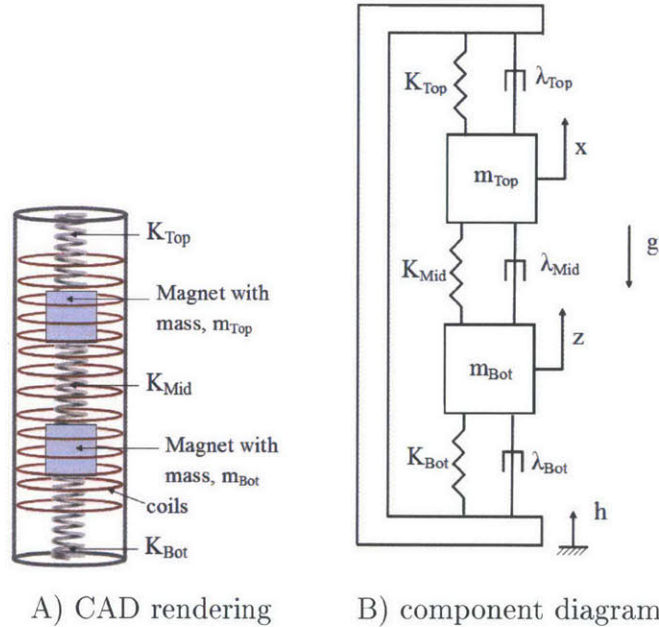 K_Top
Magnet with
mass, m_Top
K_Mid
Magnet with
mass, m_Bot
coils
K_Bot
A) CAD rendering
K_Top
λ_Top
x
m_Top
g
K_Mid
λ_Mid
z
m_Bot
K_Bot
λ_Bot
h
B) component diagram